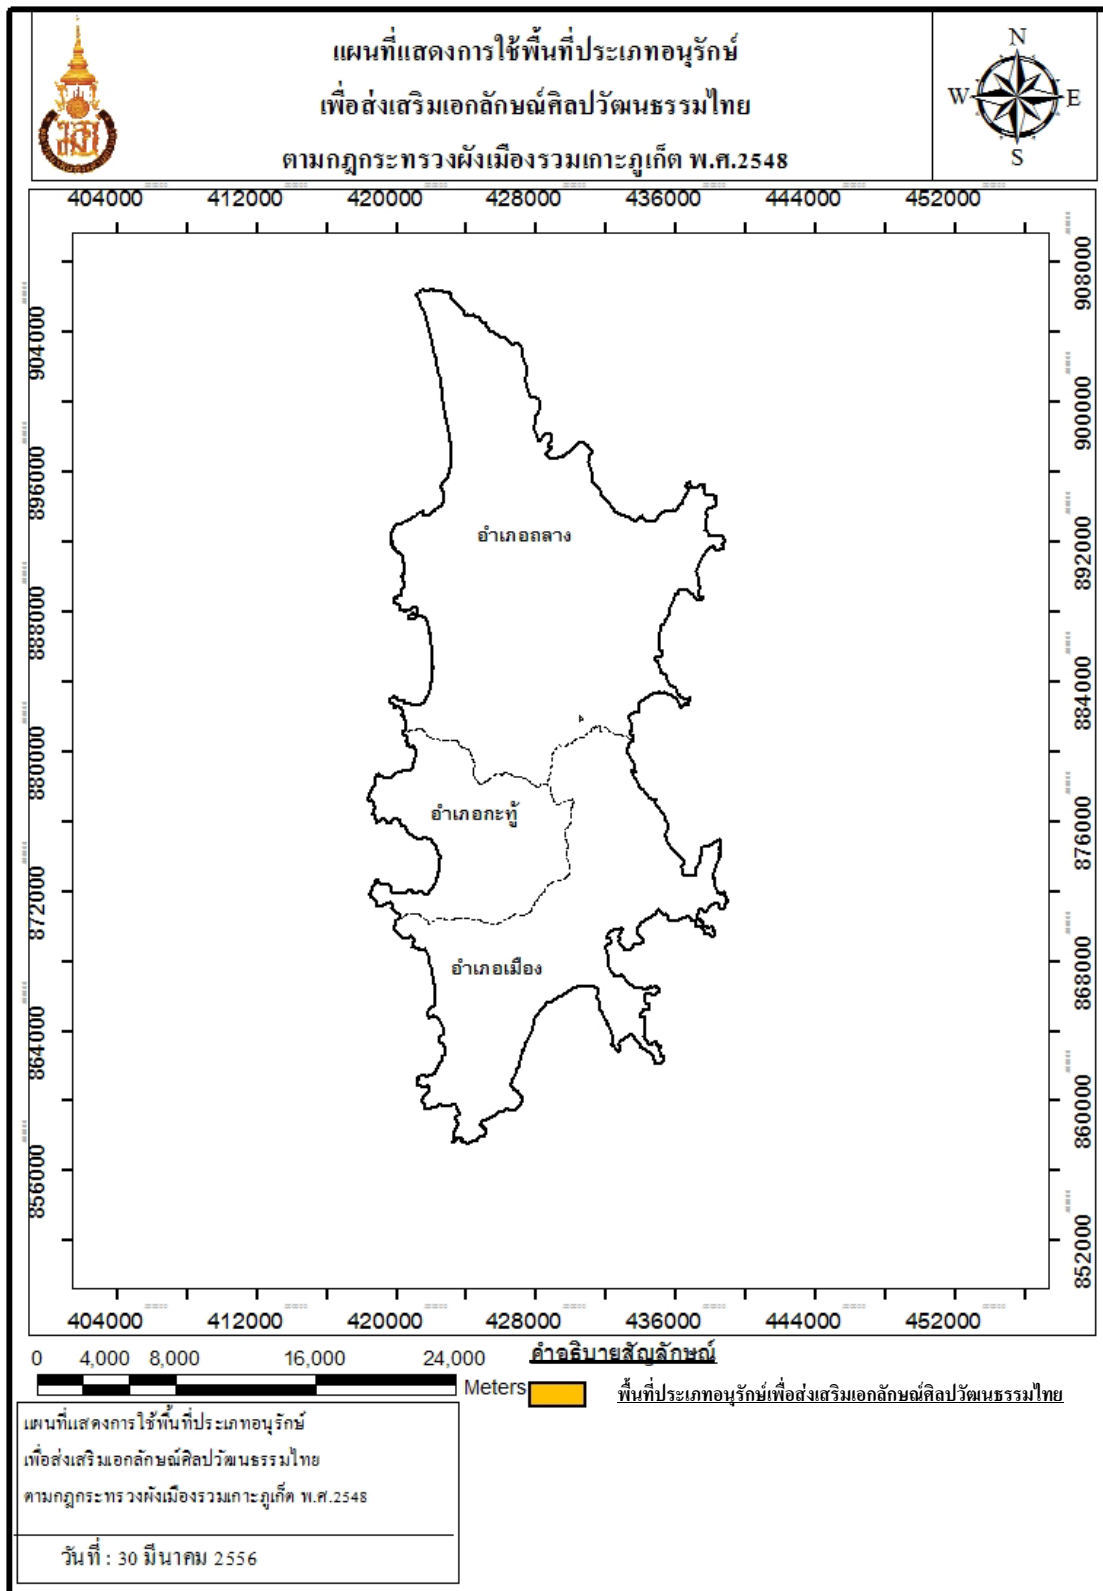 แผนที่แสดงการใช้พื้นที่ประเภทอนุรักษ์
เพื่อส่งเสริมเอกลักษณ์ศิลปวัฒนธรรมไทย
ตามกฎกระทรวงผังเมืองรวมเกาะภูเก็ต พ.ศ.2548
N
W E
S
404000 412000 420000 428000 436000 444000 452000
908000
904000
900000
896000
892000
888000
884000
880000
876000
872000
868000
864000
860000
856000
852000
อำเภอถลาง
อำเภอกะทู้
อำเภอเมือง
404000 412000 420000 428000 436000 444000 452000
คำอธิบายสัญลักษณ์
0 4,000 8,000 16,000 24,000
Meters
พื้นที่ประเภทอนุรักษ์เพื่อส่งเสริมเอกลักษณ์ศิลปวัฒนธรรมไทย
แผนที่แสดงการใช้พื้นที่ประเภทอนุรักษ์
เพื่อส่งเสริมเอกลักษณ์ศิลปวัฒนธรรมไทย
ตามกฎกระทรวงผังเมืองรวมเกาะภูเก็ต พ.ศ.2548
วันที่ : 30 มีนาคม 2556